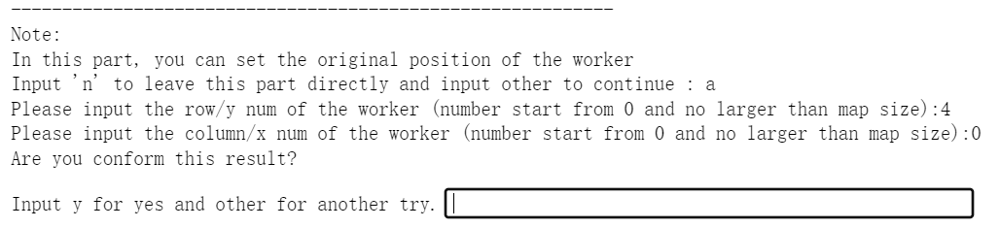 ------------------------------------------------------------
Note:
In this part, you can set the original position of the worker
Input 'n' to leave this part directly and input other to continue : a
Please input the row/y num of the worker (number start from 0 and no larger than map size):4
Please input the column/x num of the worker (number start from 0 and no larger than map size):0
Are you conform this result?
Input y for yes and other for another try.